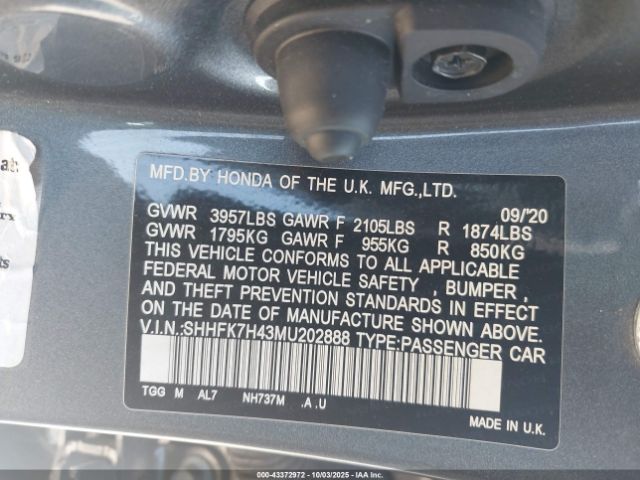 MFD.BY HONDA OF THE U.K. MFG.,LTD.
09/'20
GVWR 3957LBS GAWR F 2105LBS R 1874LBS
GVWR 1795KG GAWR F 955KG R 850KG
THIS VEHICLE CONFORMS TO ALL APPLICABLE
FEDERAL MOTOR VEHICLE SAFETY , BUMPER ,
AND THEFT PREVENTION STANDARDS IN EFFECT
ON THE DATE OF MANUFACTURE SHOWN ABOVE.
V.I.N.:SHHFK7H43MU202888 TYPE:PASSENGER CAR
TGG M AL7 NH737M .A .U
MADE IN U.K.
000-43372972 10/03/2025 - IAAI.COM